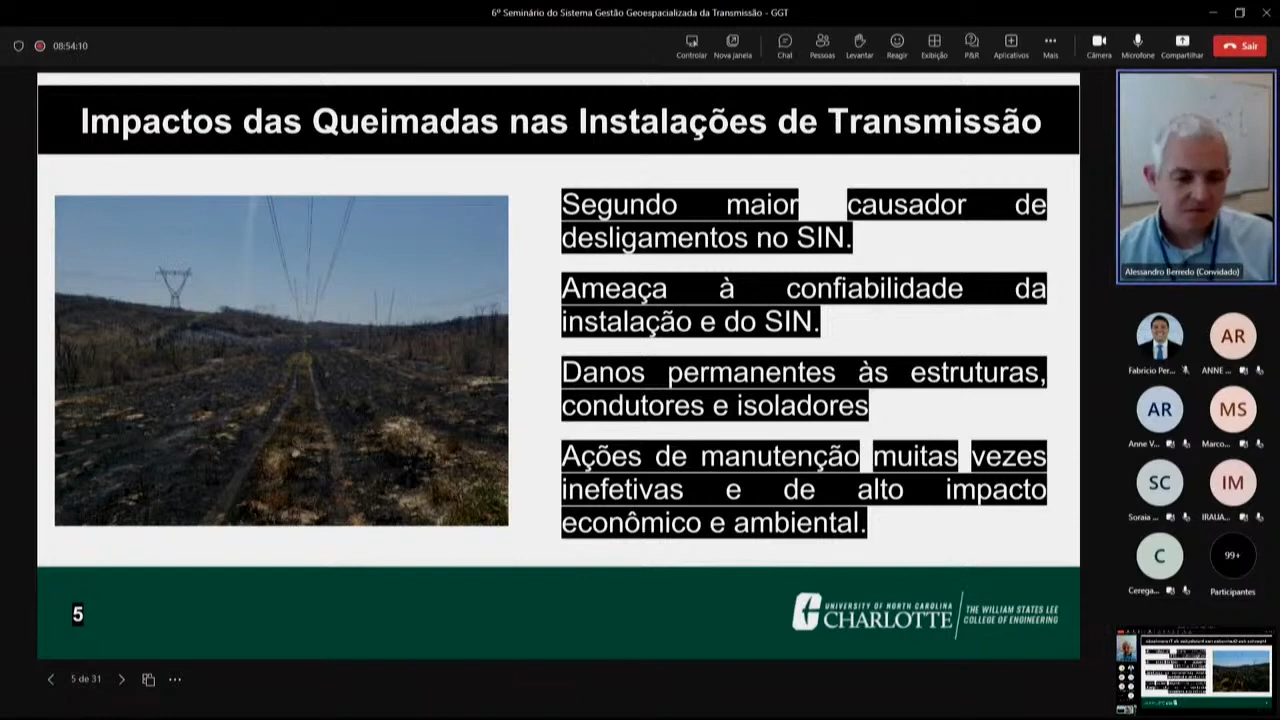 6º Seminário do Sistema Gestão Geoespacializada da Transmissão - GGT
08:54:10
Controlar
Nova janela
Chat
Pessoas
Levantar
Reagir
Exibição
P&R
Aplicativos
Mais
Câmera
Microfone
Compartilhar
Sair
Impactos das Queimadas nas Instalações de Transmissão
Segundo maior causador de
desligamentos no SIN.
Ameaça à confiabilidade da
instalação e do SIN.
Danos permanentes às estruturas,
condutores e isoladores
Ações de manutenção muitas vezes
inefetivas e de alto impacto
econômico e ambiental.
5
UNIVERSITY OF NORTH CAROLINA
CHARLOTTE
THE WILLIAM STATES LEE
COLLEGE OF ENGINEERING
5 de 31
Alessandro Berredo (Convidado)
Fabricio Per...
AR
ANNE ...
AR
Anne V...
MS
Marco...
SC
Soraia ...
IM
IRAUA...
C
Cerega...
99+
Participantes